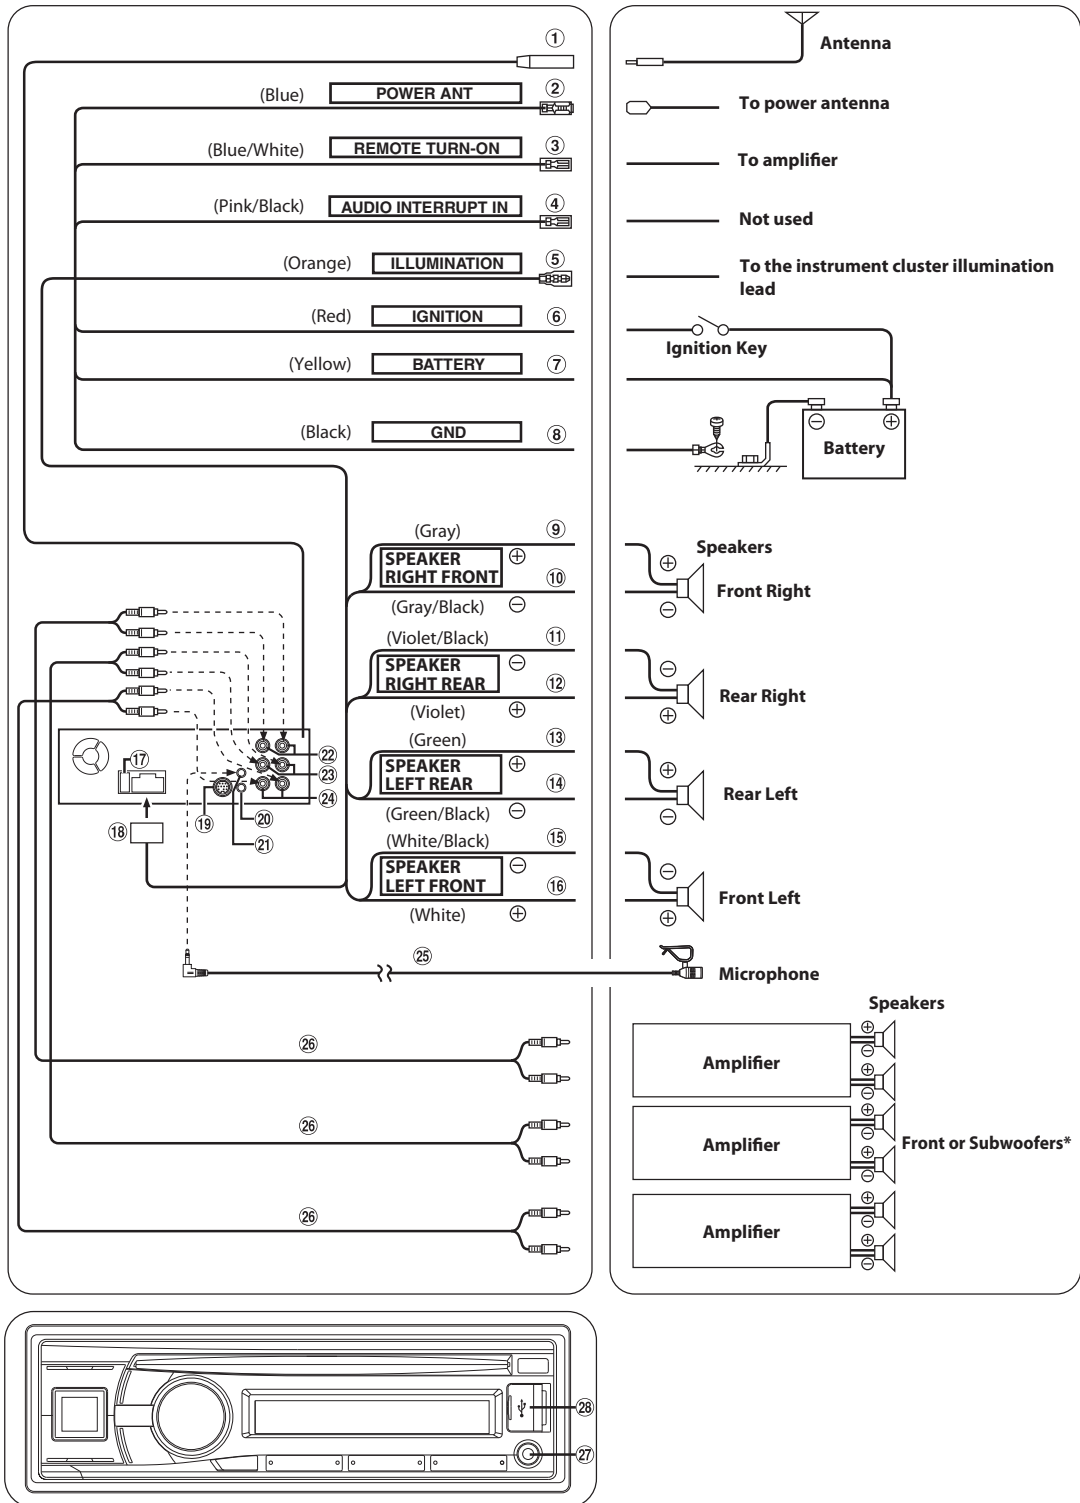 ①
Antenna
(Blue) POWER ANT ② To power antenna
(Blue/White) REMOTE TURN-ON ③ To amplifier
(Pink/Black) AUDIO INTERRUPT IN ④ Not used
(Orange) ILLUMINATION ⑤ To the instrument cluster illumination
lead
(Red) IGNITION ⑥
Ignition Key
(Yellow) BATTERY ⑦
⊖ ⊕
Battery
(Black) GND ⑧
(Gray) ⑨
SPEAKER ⊕
RIGHT FRONT ⑩
(Gray/Black) ⊖
Speakers
⊕
Front Right
⊖
(Violet/Black) ⑪
SPEAKER ⊖
RIGHT REAR ⑫
(Violet) ⊕
⊖
Rear Right
⊕
(Green) ⑬
SPEAKER ⊕
LEFT REAR ⑭
(Green/Black) ⊖
⊕
Rear Left
⊖
(White/Black) ⑮
SPEAKER ⊖
LEFT FRONT ⑯
(White) ⊕
⊖
Front Left
⊕
⑰
㉒
㉓
㉔
⑲ ⑳
⑱ ㉑
㉕
Microphone
Speakers
㉖
Amplifier
⊕
⊖
⊕
⊖
㉖
Amplifier
⊕
⊖
⊕
⊖
Front or Subwoofers*
㉖
Amplifier
⊕
⊖
⊕
⊖
㉘
㉗